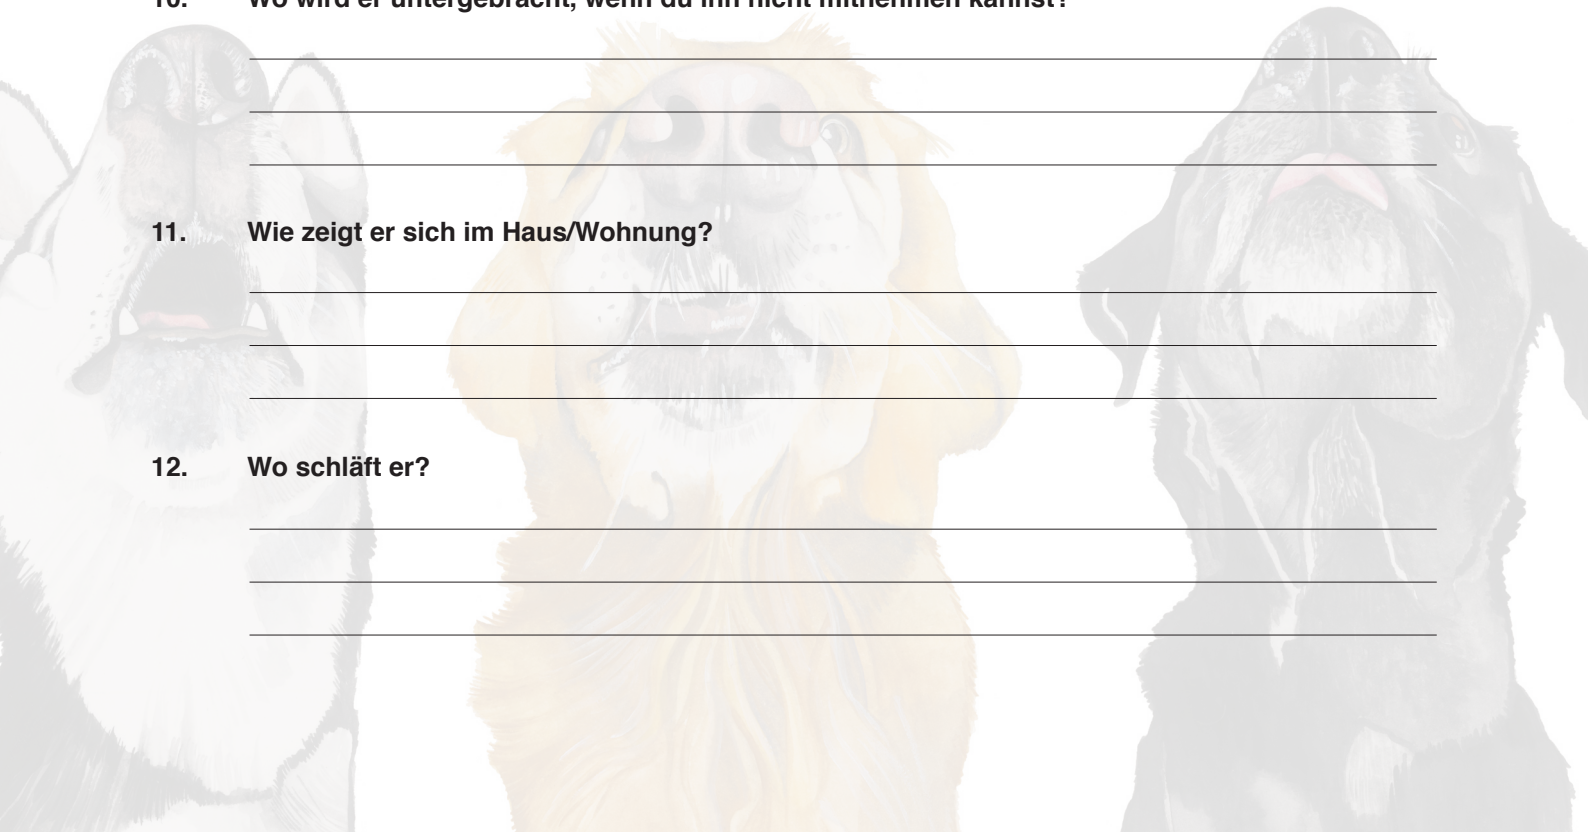 10. Wo wird er untergebracht, wenn du ihn nicht mitnehmen kannst?
11. Wie zeigt er sich im Haus/Wohnung?
12. Wo schläft er?